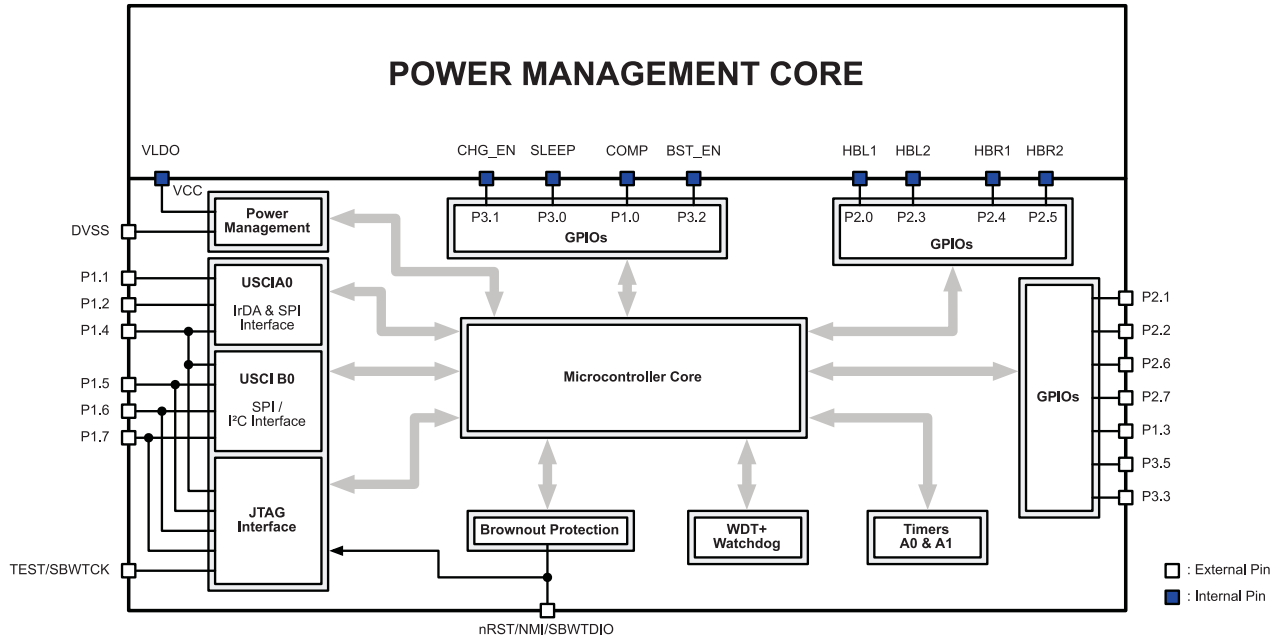 POWER MANAGEMENT CORE
VLDO
CHG_EN
SLEEP
COMP
BST_EN
HBL1
HBL2
HBR1
HBR2
VCC
Power
Management
P3.1
P3.0
P1.0
P3.2
GPIOs
P2.0
P2.3
P2.4
P2.5
GPIOs
DVSS
P1.1
P1.2
P1.4
P1.5
P1.6
P1.7
USCIA0
IrDA & SPI
Interface
USCI B0
SPI /
I²C Interface
JTAG
Interface
Microcontroller Core
GPIOs
P2.1
P2.2
P2.6
P2.7
P1.3
P3.5
P3.3
Brownout Protection
WDT+
Watchdog
Timers
A0 & A1
TEST/SBWTCK
nRST/NMI/SBWTDIO
: External Pin
: Internal Pin